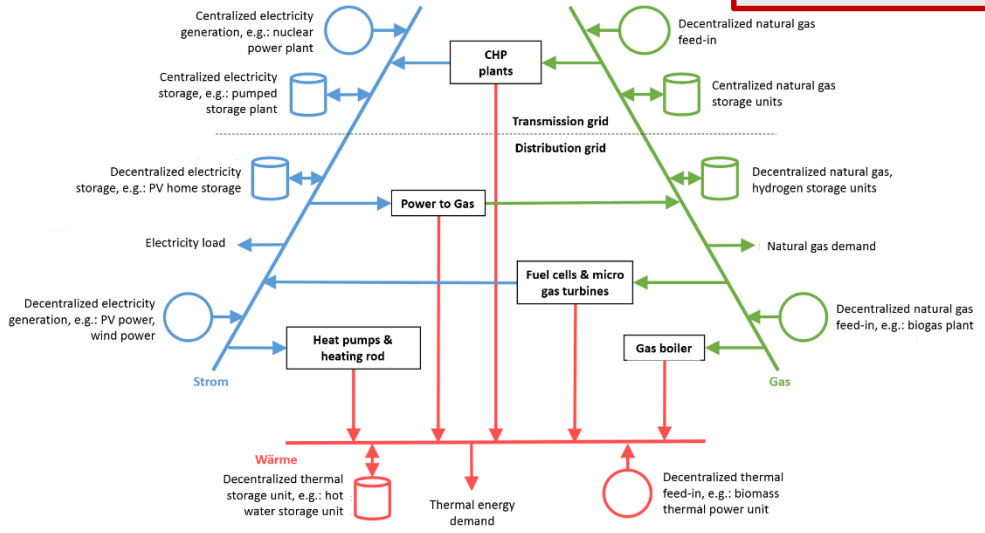 Centralized electricity
generation, e.g.: nuclear
power plant
Decentralized natural gas
feed-in
CHP
plants
Centralized electricity
storage, e.g.: pumped
storage plant
Centralized natural gas
storage units
Transmission grid
Distribution grid
Decentralized electricity
storage, e.g.: PV home storage
Decentralized natural gas,
hydrogen storage units
Power to Gas
Electricity load
Natural gas demand
Fuel cells & micro
gas turbines
Decentralized electricity
generation, e.g.: PV power,
wind power
Decentralized natural gas
feed-in, e.g.: biogas plant
Heat pumps &
heating rod
Gas boiler
Strom
Gas
Wärme
Decentralized thermal
storage unit, e.g.: hot
water storage unit
Thermal energy
demand
Decentralized thermal
feed-in, e.g.: biomass
thermal power unit